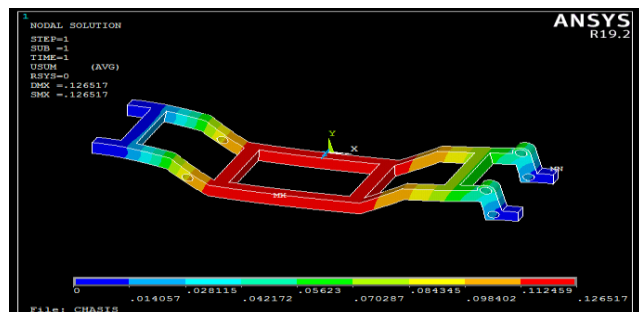 1
NODAL SOLUTION
ANSYS
R19.2
STEP=1
SUB =1
TIME=1
USUM (AVG)
RSYS=0
DMX =.126517
SMX =.126517
Y
X
MN
MX
0 .028115 .05623 .084345 .112459
.014057 .042172 .070287 .098402 .126517
File: CHASIS